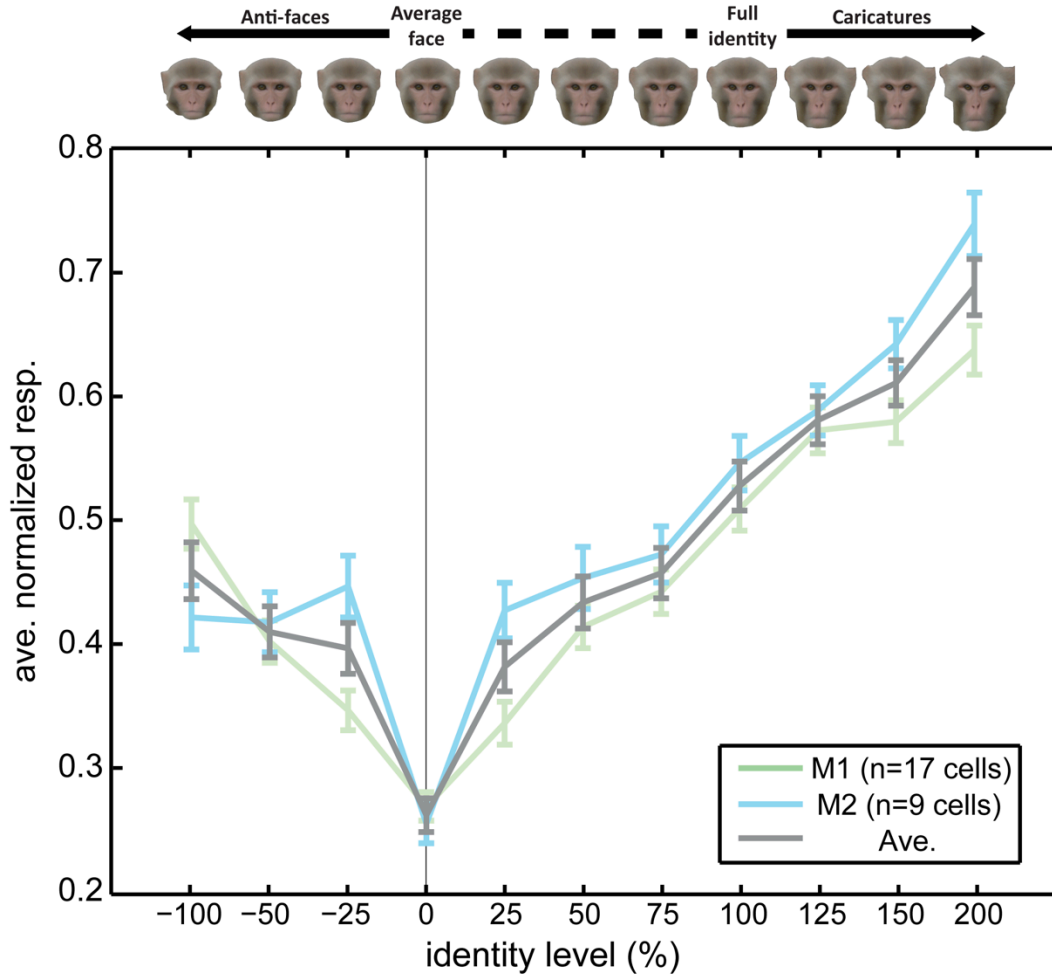 Anti-faces Average face Full identity Caricatures
0.8
0.7
0.6
0.5
0.4
0.3
0.2
ave. normalized resp.
M1 (n=17 cells)
M2 (n=9 cells)
Ave.
−100 −50 −25 0 25 50 75 100 125 150 200
identity level (%)